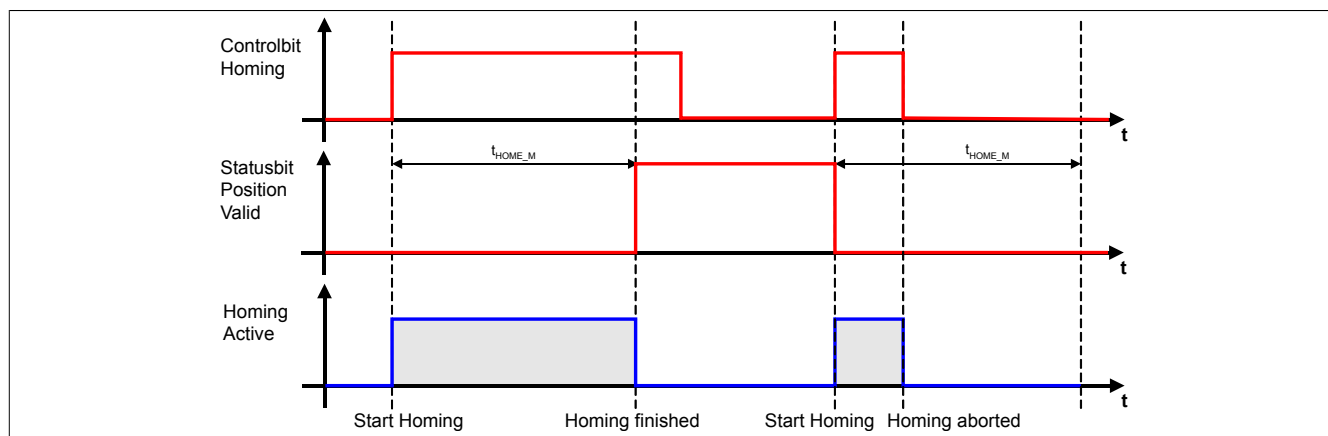 Controlbit
Homing
t
t_HOME_M
t_HOME_M
Statusbit
Position
Valid
t
Homing
Active
t
Start Homing
Homing finished
Start Homing
Homing aborted